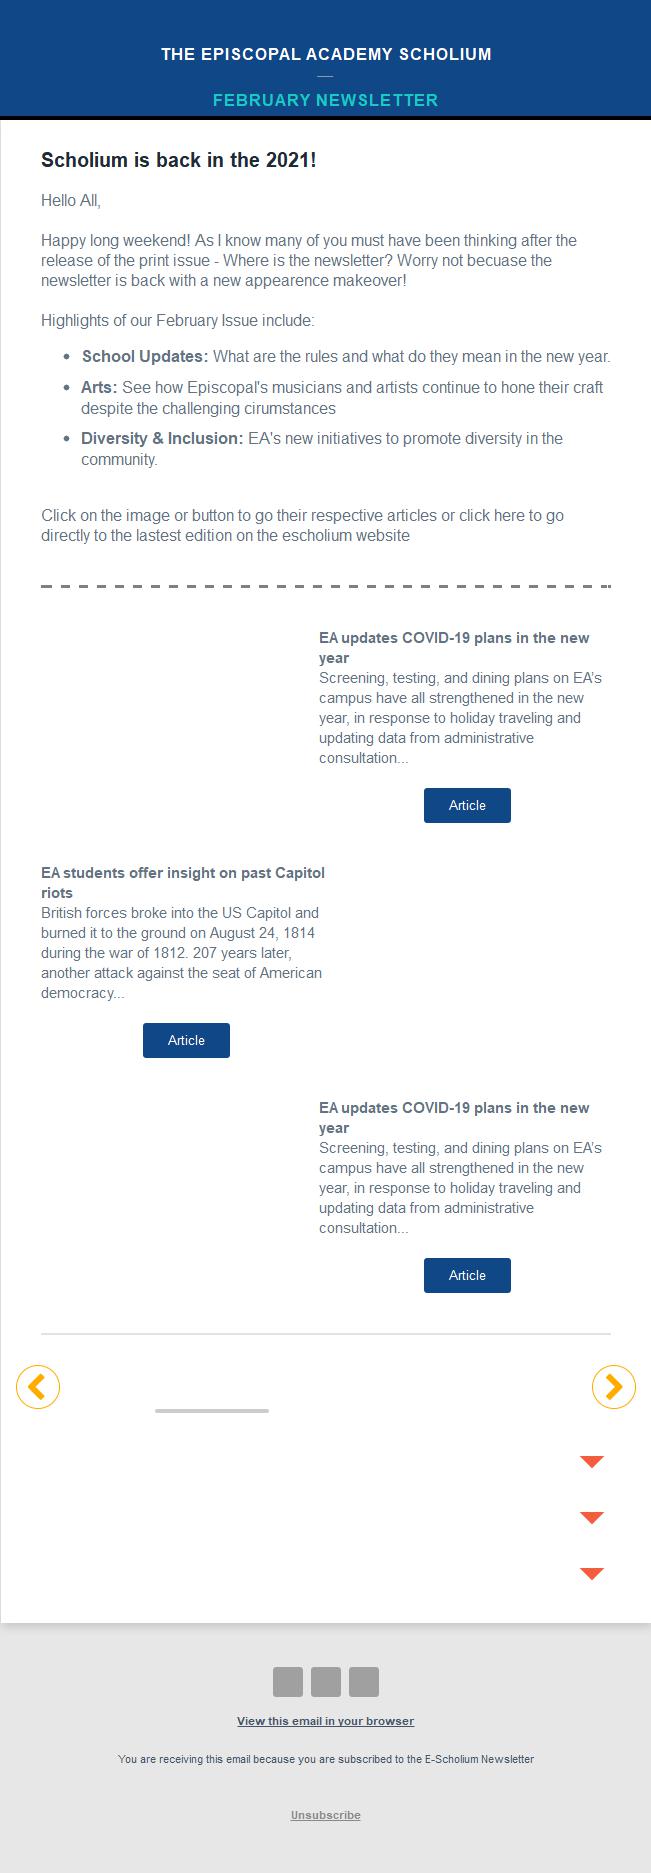 THE EPISCOPAL ACADEMY SCHOLIUM
FEBRUARY NEWSLETTER
Scholium is back in the 2021!
Hello All,
Happy long weekend! As I know many of you must have been thinking after the
release of the print issue - Where is the newsletter? Worry not becuase the
newsletter is back with a new appearence makeover!
Highlights of our February Issue include:
• School Updates: What are the rules and what do they mean in the new year.
• Arts: See how Episcopal's musicians and artists continue to hone their craft
despite the challenging cirumstances
• Diversity & Inclusion: EA's new initiatives to promote diversity in the
community.
Click on the image or button to go their respective articles or click here to go
directly to the lastest edition on the escholium website
EA updates COVID-19 plans in the new
year
Screening, testing, and dining plans on EA’s
campus have all strengthened in the new
year, in response to holiday traveling and
updating data from administrative
consultation...
Article
EA students offer insight on past Capitol
riots
British forces broke into the US Capitol and
burned it to the ground on August 24, 1814
during the war of 1812. 207 years later,
another attack against the seat of American
democracy...
Article
EA updates COVID-19 plans in the new
year
Screening, testing, and dining plans on EA’s
campus have all strengthened in the new
year, in response to holiday traveling and
updating data from administrative
consultation...
Article
View this email in your browser
You are receiving this email because you are subscribed to the E-Scholium Newsletter
Unsubscribe